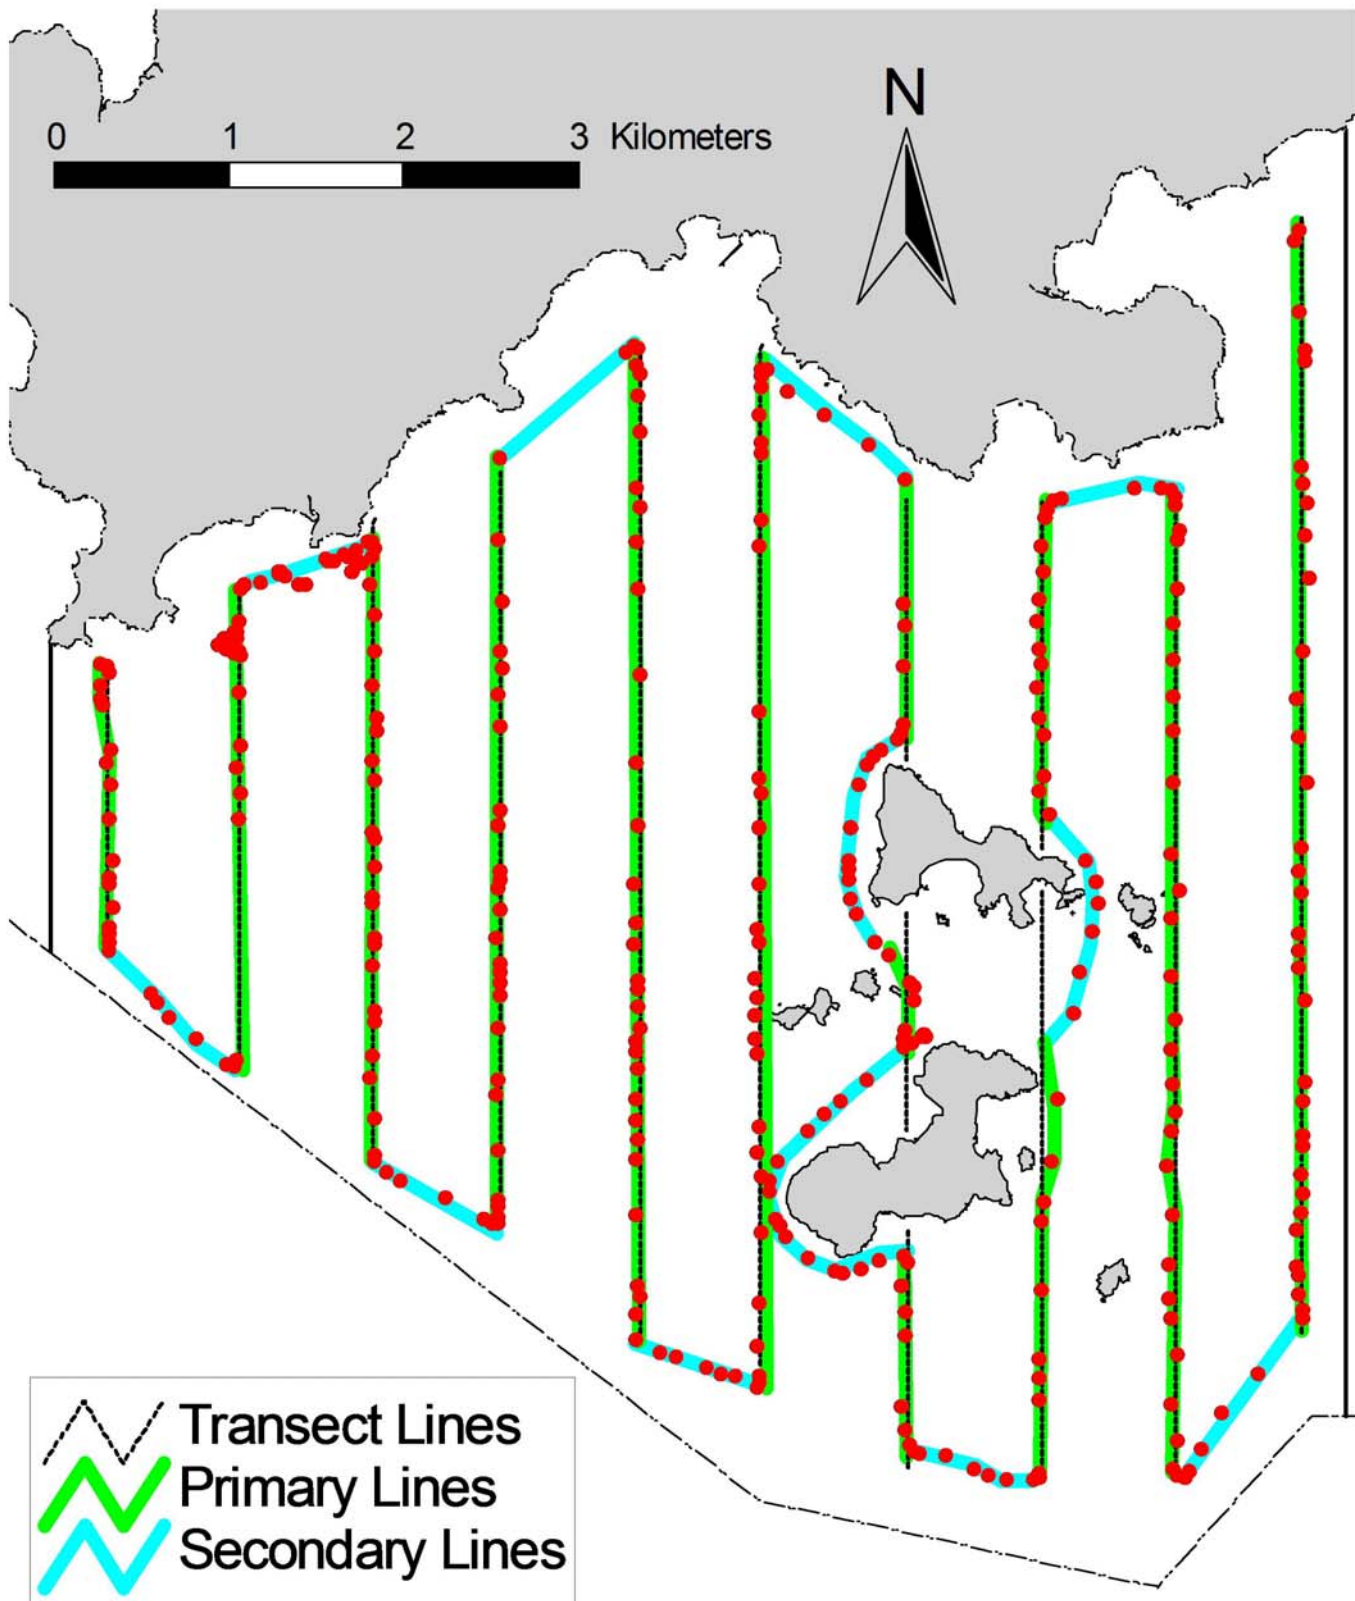 N
0 1 2 3 Kilometers
Transect Lines
Primary Lines
Secondary Lines